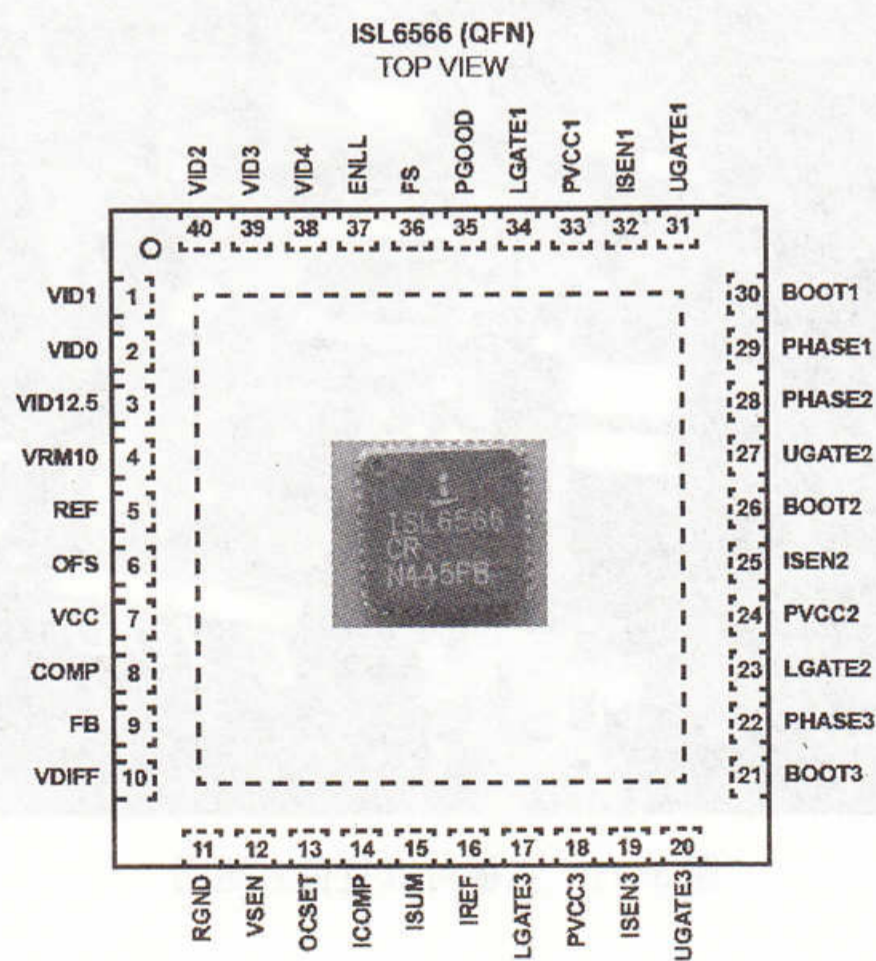 ISL6566 (QFN)
TOP VIEW
VID2 VID3 VID4 ENLL FS PGOOD LGATE1 PVCC1 ISEN1 UGATE1
40 39 38 37 36 35 34 33 32 31
VID1 1 30 BOOT1
VID0 2 29 PHASE1
VID12.5 3 28 PHASE2
VRM10 4 27 UGATE2
REF 5 26 BOOT2
OFS 6 25 ISEN2
VCC 7 24 PVCC2
COMP 8 23 LGATE2
FB 9 22 PHASE3
VDIFF 10 21 BOOT3
ISL6566
CR
N445PB
11 12 13 14 15 16 17 18 19 20
RGND VSEN OCSET ICOMP ISUM IREF LGATE3 PVCC3 ISEN3 UGATE3